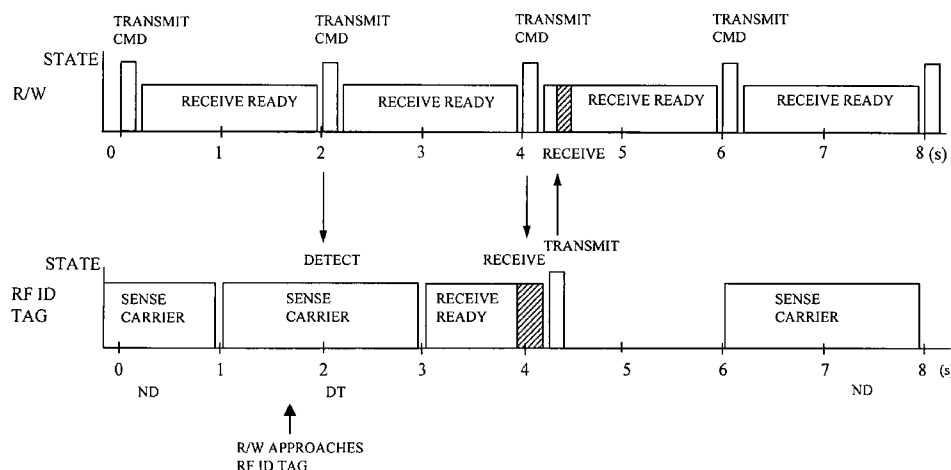 TRANSMIT CMD
TRANSMIT CMD
TRANSMIT CMD
TRANSMIT CMD
STATE
R/W
RECEIVE READY
RECEIVE READY
RECEIVE READY
RECEIVE READY
0 1 2 3 4 5 6 7 8 (s)
RECEIVE
DETECT
RECEIVE
TRANSMIT
STATE
RF ID
TAG
SENSE
CARRIER
SENSE
CARRIER
RECEIVE
READY
SENSE
CARRIER
0 1 2 3 4 5 6 7 8 (s)
ND DT ND
R/W APPROACHES
RF ID TAG